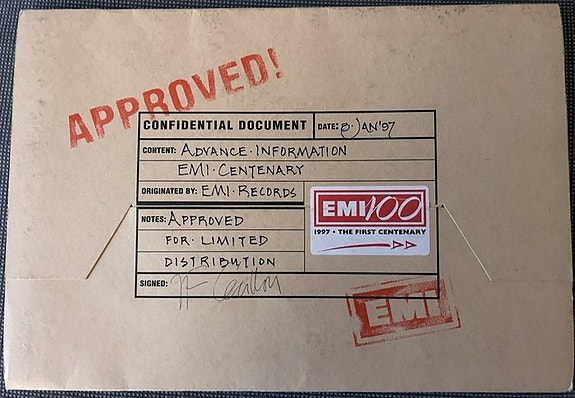 APPROVED!
CONFIDENTIAL DOCUMENT DATE: 8·JAN'97
CONTENT: ADVANCE·INFORMATION
EMI·CENTENARY
ORIGINATED BY: EMI·RECORDS
EMI 100
1997 · THE FIRST CENTENARY
NOTES: APPROVED
FOR·LIMITED
DISTRIBUTION
SIGNED:
EMI